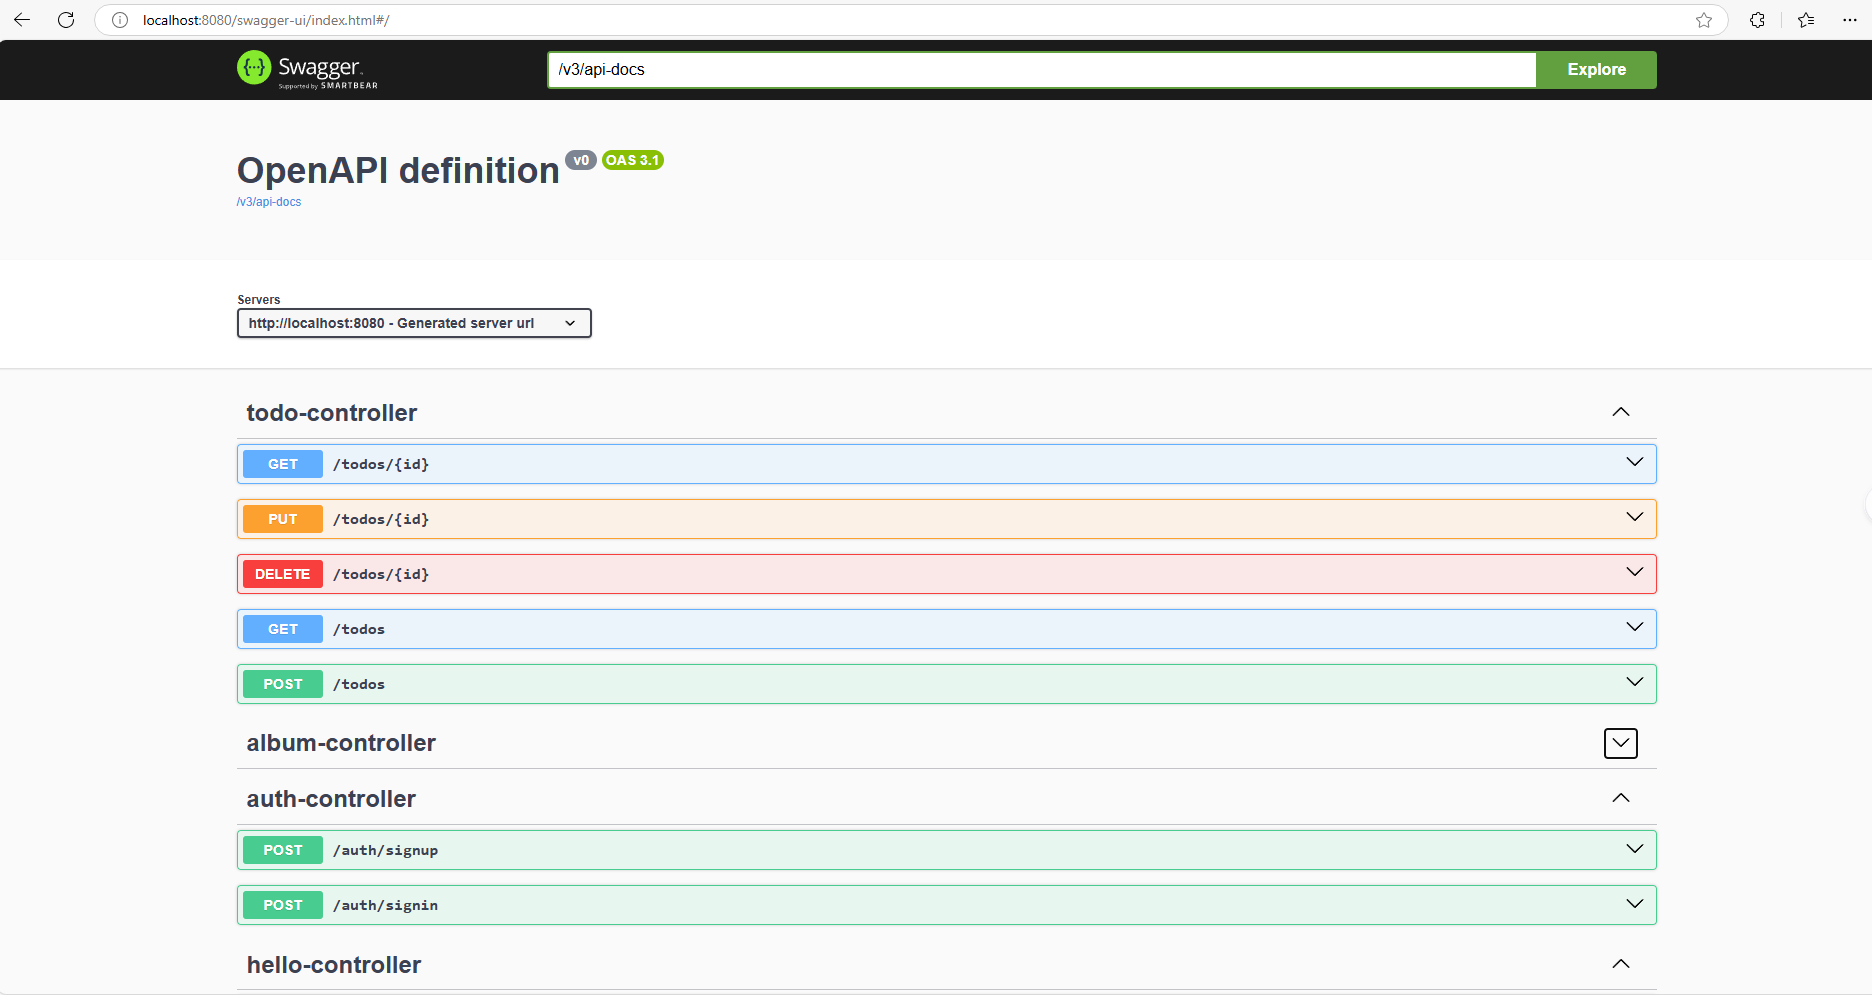 localhost:8080/swagger-ui/index.html#/
{···} Swagger
Supported by SMARTBEAR
/v3/api-docs
Explore
OpenAPI definition v0 OAS 3.1
/v3/api-docs
Servers
http://localhost:8080 - Generated server url
todo-controller
GET /todos/{id}
PUT /todos/{id}
DELETE /todos/{id}
GET /todos
POST /todos
album-controller
auth-controller
POST /auth/signup
POST /auth/signin
hello-controller